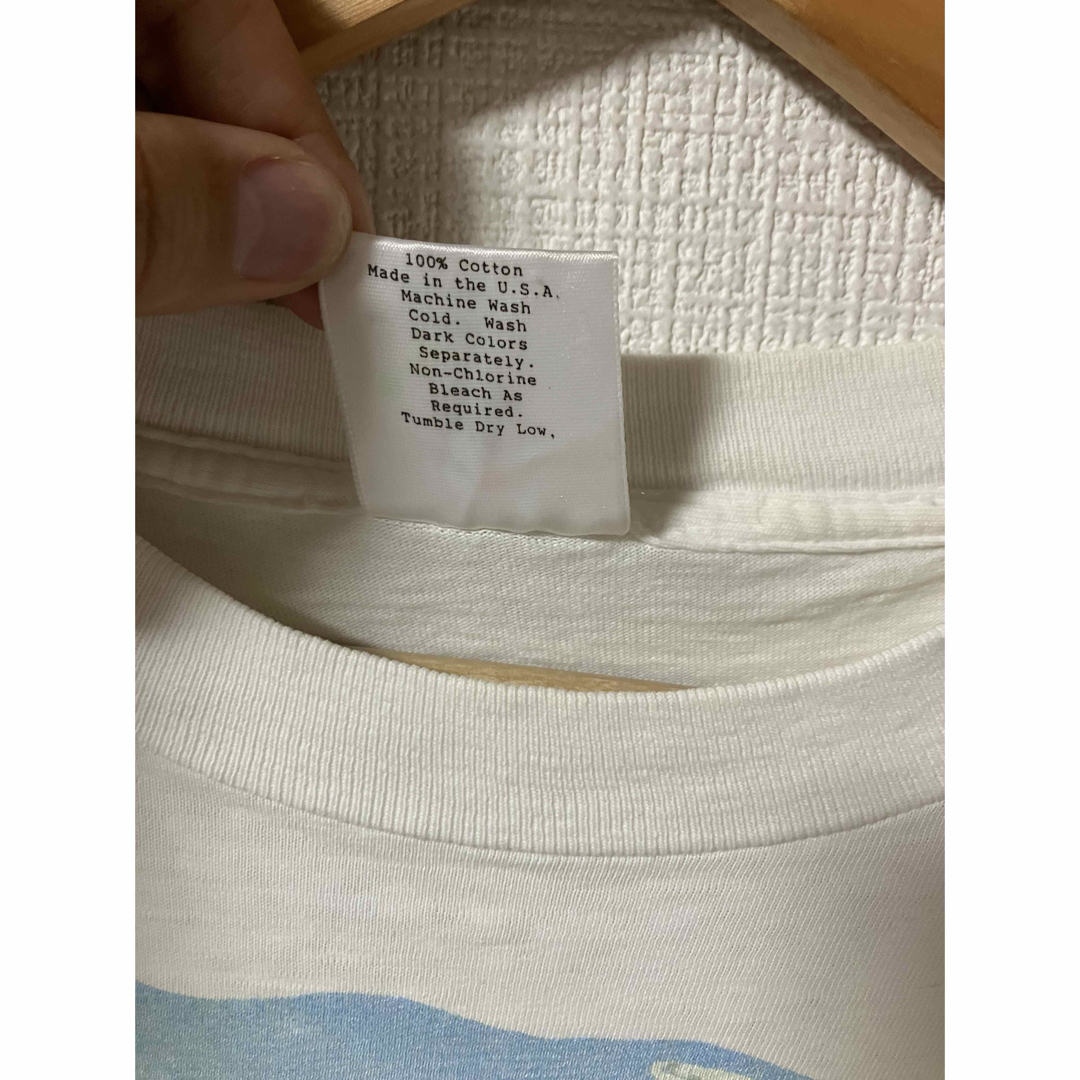 100% Cotton
Made in the U.S.A.
Machine Wash
Cold. Wash
Dark Colors
Separately.
Non-Chlorine
Bleach As
Required.
Tumble Dry Low,